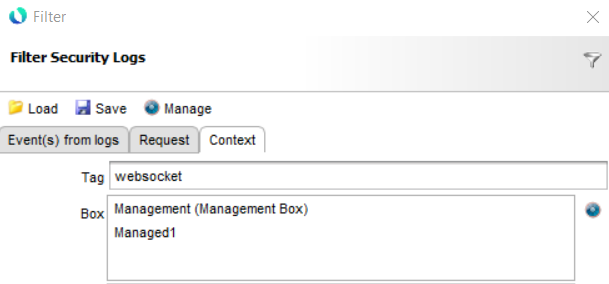 Filter
Filter Security Logs
Load Save Manage
Event(s) from logs Request Context
Tag websocket
Box Management (Management Box)
Managed1